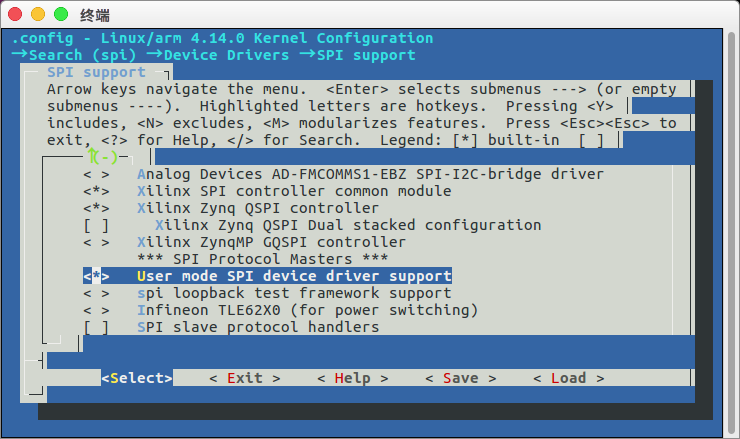 终端
.config - Linux/arm 4.14.0 Kernel Configuration
→Search (spi) →Device Drivers →SPI support
SPI support
Arrow keys navigate the menu.  <Enter> selects submenus ---> (or empty
submenus ----).  Highlighted letters are hotkeys.  Pressing <Y>
includes, <N> excludes, <M> modularizes features.  Press <Esc><Esc> to
exit, <?> for Help, </> for Search.  Legend: [*] built-in  [ ]
↑(-)
< >   Analog Devices AD-FMCOMMS1-EBZ SPI-I2C-bridge driver
<*>   Xilinx SPI controller common module
<*>   Xilinx Zynq QSPI controller
[ ]     Xilinx Zynq QSPI Dual stacked configuration
< >   Xilinx ZynqMP GQSPI controller
*** SPI Protocol Masters ***
<*>   User mode SPI device driver support
< >   spi loopback test framework support
< >   Infineon TLE62X0 (for power switching)
[ ]   SPI slave protocol handlers
<Select>    < Exit >    < Help >    < Save >    < Load >